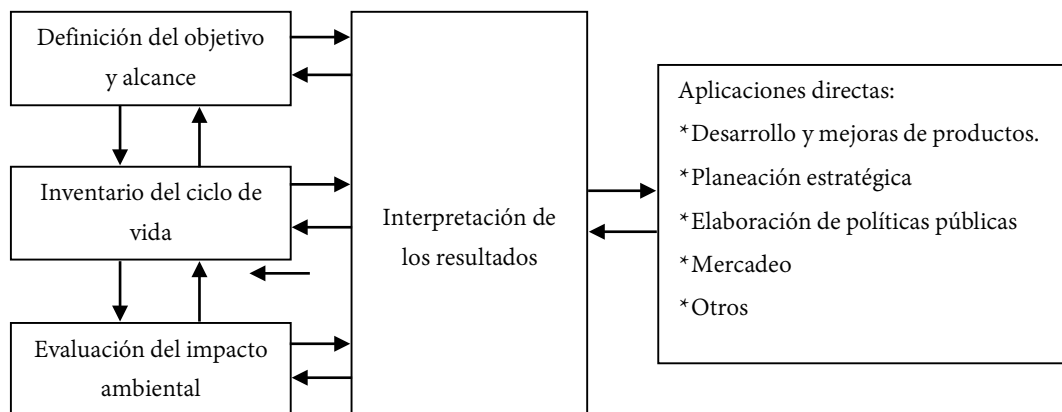 Definición del objetivo
y alcance
Inventario del ciclo de
vida
Evaluación del impacto
ambiental
Interpretación de
los resultados
Aplicaciones directas:
*Desarrollo y mejoras de productos.
*Planeación estratégica
*Elaboración de políticas públicas
*Mercadeo
*Otros